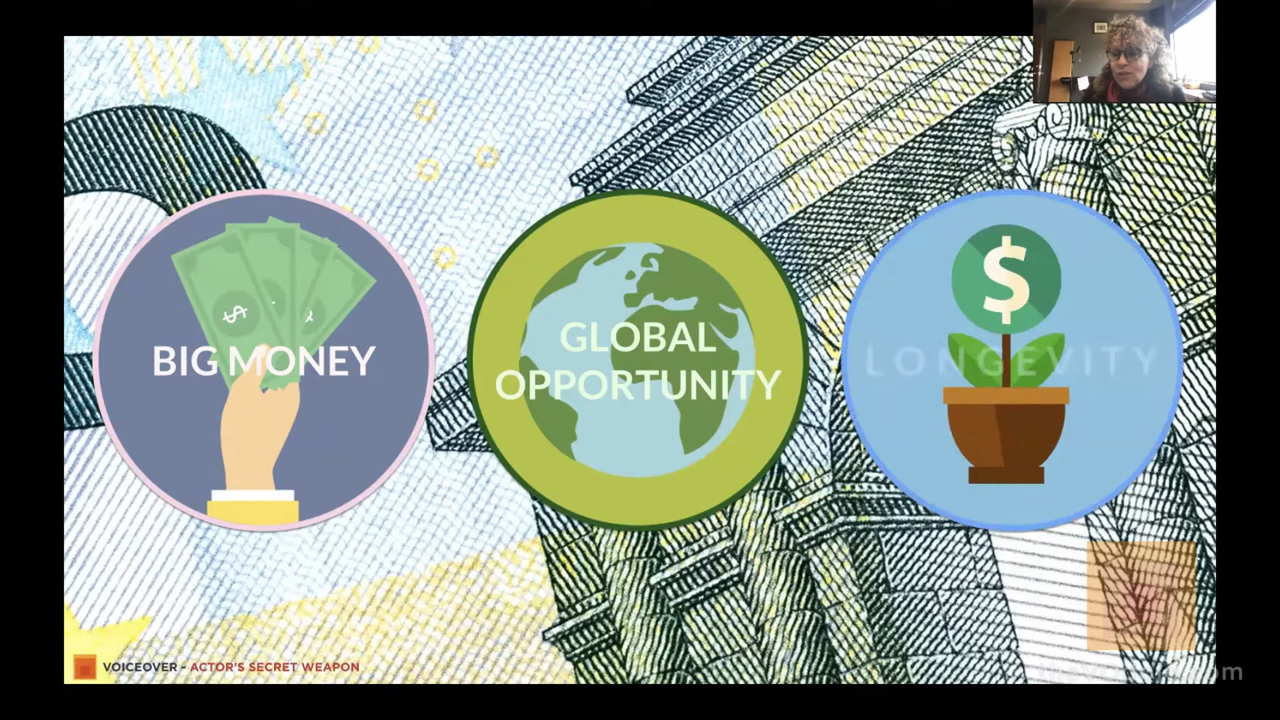 BIG MONEY
GLOBAL
OPPORTUNITY
LONGEVITY
$
VOICEOVER - ACTOR'S SECRET WEAPON